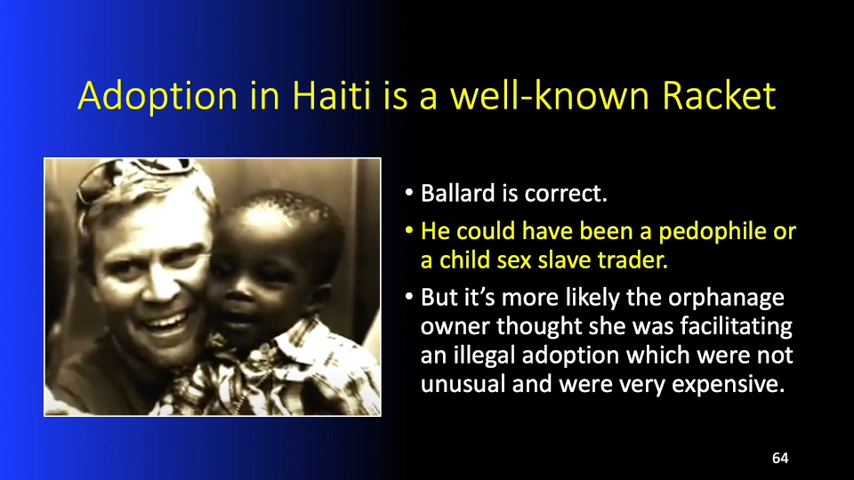 Adoption in Haiti is a well-known Racket
• Ballard is correct.
• He could have been a pedophile or
a child sex slave trader.
• But it’s more likely the orphanage
owner thought she was facilitating
an illegal adoption which were not
unusual and were very expensive.
64